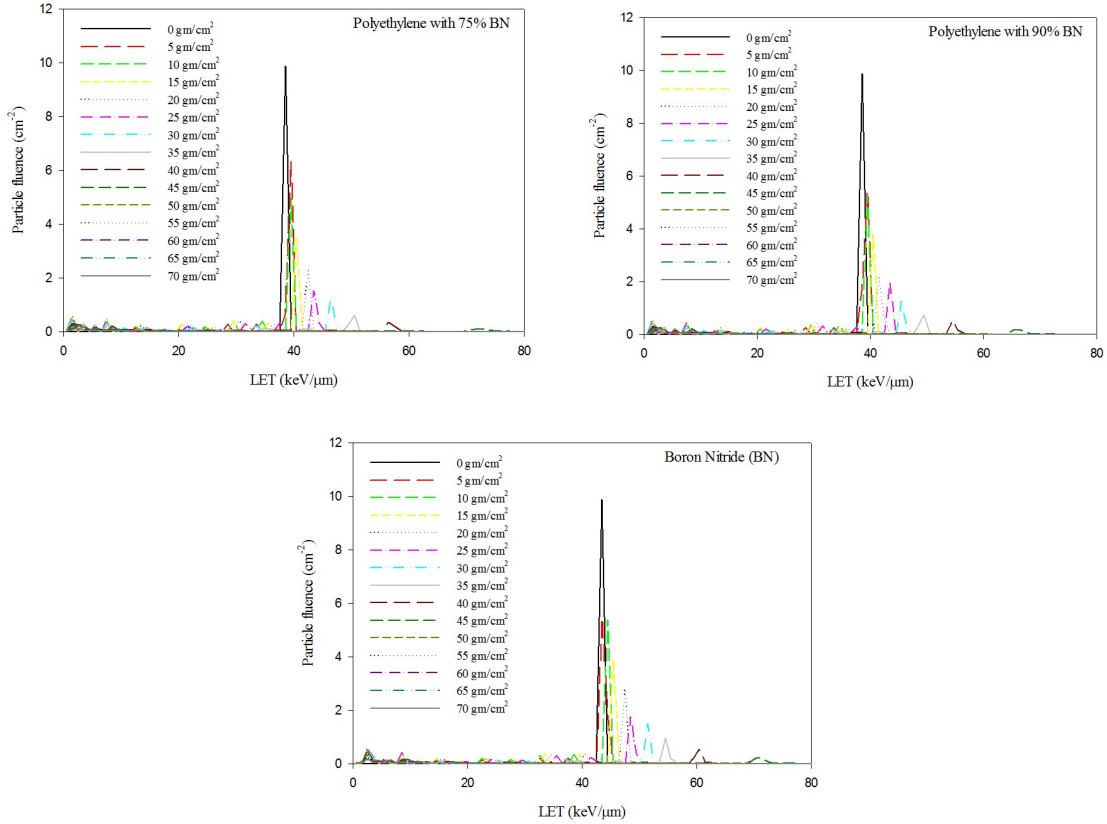 Polyethylene with 75% BN
0 gm/cm²
5 gm/cm²
10 gm/cm²
15 gm/cm²
20 gm/cm²
25 gm/cm²
30 gm/cm²
35 gm/cm²
40 gm/cm²
45 gm/cm²
50 gm/cm²
55 gm/cm²
60 gm/cm²
65 gm/cm²
70 gm/cm²
Particle fluence (cm⁻²)
12
10
8
6
4
2
0
0 20 40 60 80
LET (keV/µm)
Polyethylene with 90% BN
0 gm/cm²
5 gm/cm²
10 gm/cm²
15 gm/cm²
20 gm/cm²
25 gm/cm²
30 gm/cm²
35 gm/cm²
40 gm/cm²
45 gm/cm²
50 gm/cm²
55 gm/cm²
60 gm/cm²
65 gm/cm²
70 gm/cm²
Particle fluence (cm⁻²)
12
10
8
6
4
2
0
0 20 40 60 80
LET (keV/µm)
Boron Nitride (BN)
0 gm/cm²
5 gm/cm²
10 gm/cm²
15 gm/cm²
20 gm/cm²
25 gm/cm²
30 gm/cm²
35 gm/cm²
40 gm/cm²
45 gm/cm²
50 gm/cm²
55 gm/cm²
60 gm/cm²
65 gm/cm²
70 gm/cm²
Particle fluence (cm⁻²)
12
10
8
6
4
2
0
0 20 40 60 80
LET (keV/µm)